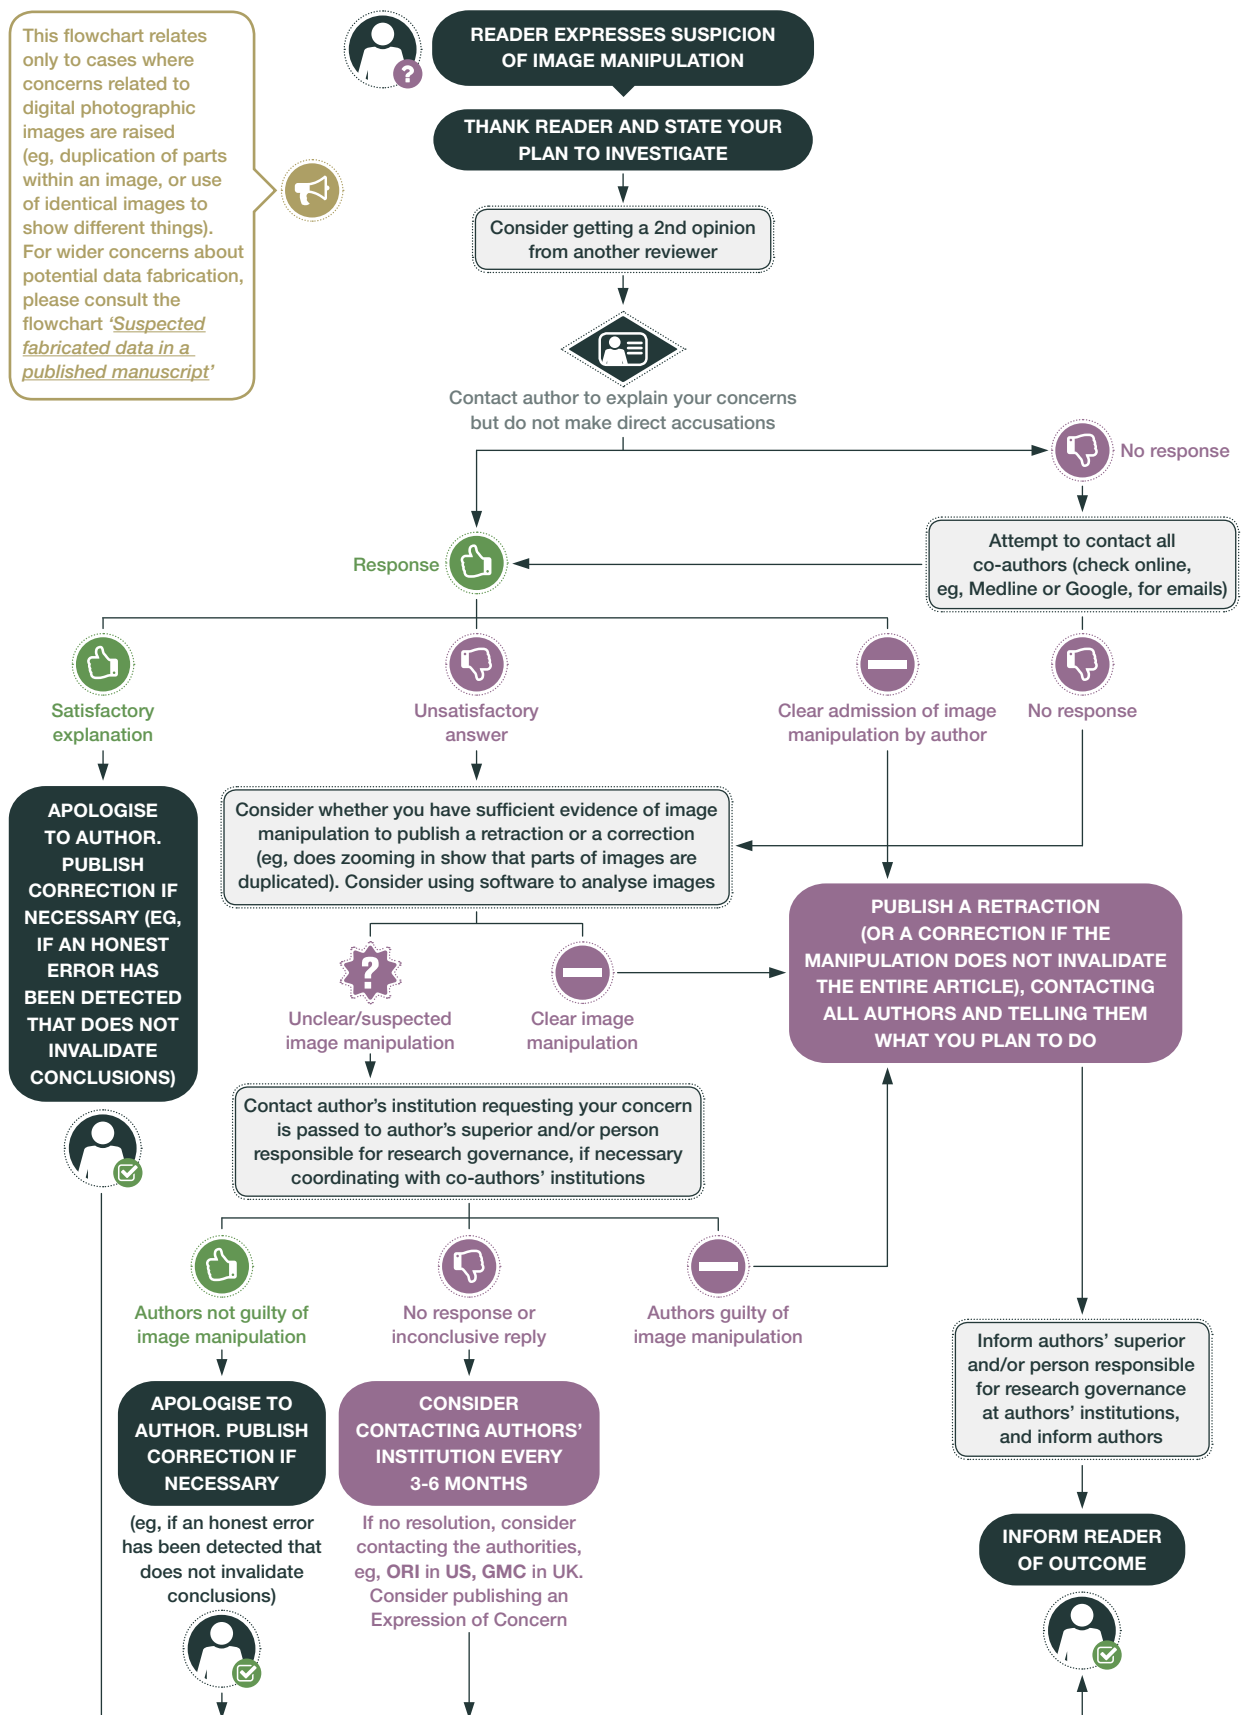 This flowchart relates
only to cases where
concerns related to
digital photographic
images are raised
(eg, duplication of parts
within an image, or use
of identical images to
show different things).
For wider concerns about
potential data fabrication,
please consult the
flowchart ‘Suspected
fabricated data in a
published manuscript’
READER EXPRESSES SUSPICION
OF IMAGE MANIPULATION
?
THANK READER AND STATE YOUR
PLAN TO INVESTIGATE
Consider getting a 2nd opinion
from another reviewer
Contact author to explain your concerns
but do not make direct accusations
No response
Response
Attempt to contact all
co-authors (check online,
eg, Medline or Google, for emails)
Satisfactory
explanation
Unsatisfactory
answer
Clear admission of image
manipulation by author
No response
APOLOGISE
TO AUTHOR.
PUBLISH
CORRECTION IF
NECESSARY (EG,
IF AN HONEST
ERROR HAS
BEEN DETECTED
THAT DOES NOT
INVALIDATE
CONCLUSIONS)
Consider whether you have sufficient evidence of image
manipulation to publish a retraction or a correction
(eg, does zooming in show that parts of images are
duplicated). Consider using software to analyse images
PUBLISH A RETRACTION
(OR A CORRECTION IF THE
MANIPULATION DOES NOT INVALIDATE
THE ENTIRE ARTICLE), CONTACTING
ALL AUTHORS AND TELLING THEM
WHAT YOU PLAN TO DO
?
Unclear/suspected
image manipulation
Clear image
manipulation
Contact author’s institution requesting your concern
is passed to author’s superior and/or person
responsible for research governance, if necessary
coordinating with co-authors’ institutions
Authors not guilty of
image manipulation
No response or
inconclusive reply
Authors guilty of
image manipulation
APOLOGISE TO
AUTHOR. PUBLISH
CORRECTION IF
NECESSARY
(eg, if an honest error
has been detected that
does not invalidate
conclusions)
CONSIDER
CONTACTING AUTHORS’
INSTITUTION EVERY
3-6 MONTHS
If no resolution, consider
contacting the authorities,
eg, ORI in US, GMC in UK.
Consider publishing an
Expression of Concern
Inform authors’ superior
and/or person responsible
for research governance
at authors’ institutions,
and inform authors
INFORM READER
OF OUTCOME